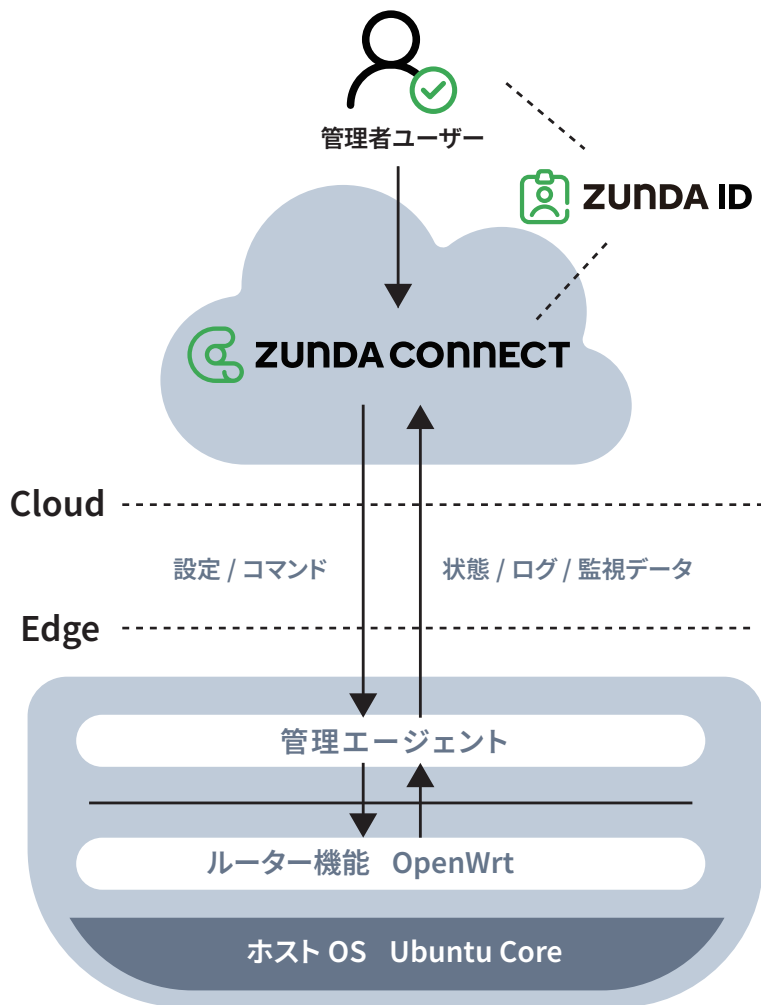 管理者ユーザー
ZUNDA ID
ZUNDA CONNECT
Cloud
設定 / コマンド
状態 / ログ / 監視データ
Edge
管理エージェント
ルーター機能 OpenWrt
ホスト OS Ubuntu Core